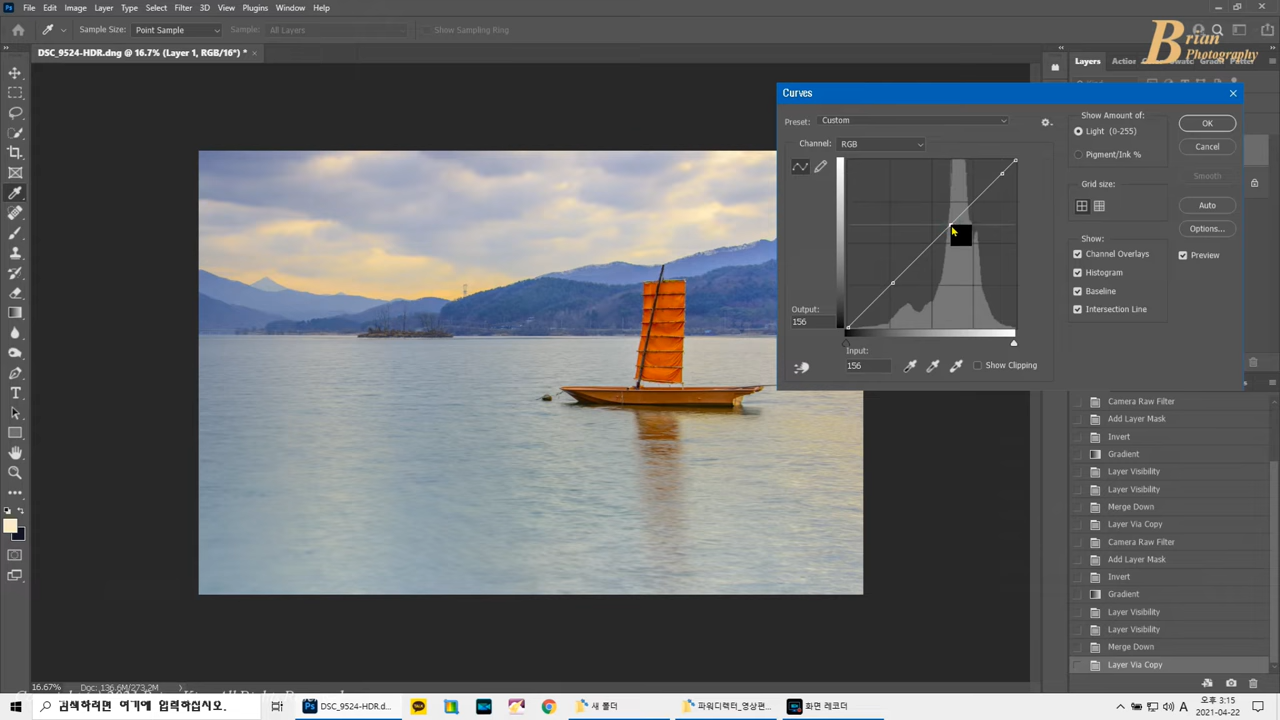 Ps File Edit Image Layer Type Select Filter 3D View Plugins Window Help
Sample Size: Point Sample Sample: All Layers Show Sampling Ring
Brian
Photography
DSC_9524-HDR.dng @ 16.7% (Layer 1, RGB/16*) *
Layers Action
Curves
Preset: Custom
Channel: RGB
Output:
156
Input:
156
Show Clipping
Show Amount of:
Light (0-255)
Pigment/Ink %
Grid size:
Show:
Channel Overlays
Histogram
Baseline
Intersection Line
OK
Cancel
Smooth
Auto
Options...
Preview
Camera Raw Filter
Add Layer Mask
Invert
Gradient
Layer Visibility
Layer Visibility
Merge Down
Layer Via Copy
Camera Raw Filter
Add Layer Mask
Invert
Gradient
Layer Visibility
Layer Visibility
Merge Down
Layer Via Copy
16.67% Doc: 136.6M/273.2M
검색하려면 여기에 입력하십시오.
DSC_9524-HDR.d...
새 폴더
파워디렉터_영상편...
화면 레코더
A
오후 3:15
2021-04-22